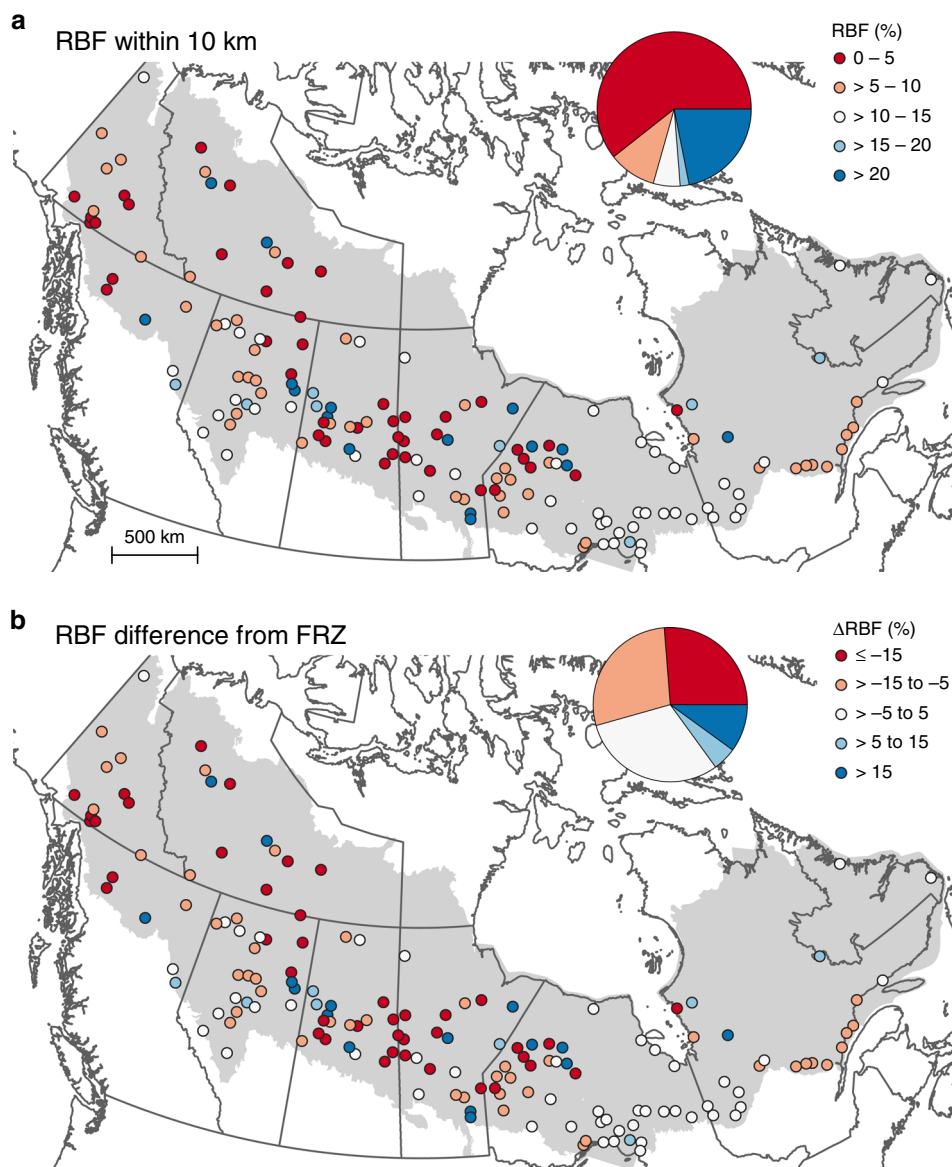 a
RBF within 10 km
RBF (%)
0 – 5
> 5 – 10
> 10 – 15
> 15 – 20
> 20
500 km
b
RBF difference from FRZ
ΔRBF (%)
≤ –15
> –15 to –5
> –5 to 5
> 5 to 15
> 15